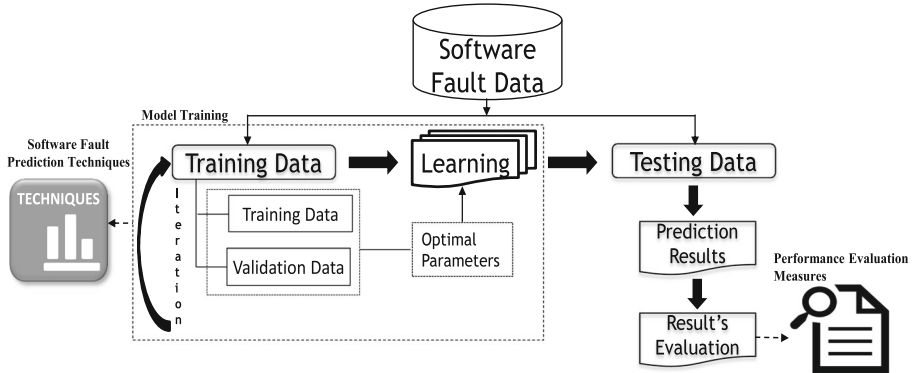 Software
Fault Data
Model Training
Software Fault
Prediction Techniques
TECHNIQUES
Training Data
Learning
Testing Data
Iteration
Training Data
Validation Data
Optimal
Parameters
Prediction
Results
Performance Evaluation
Measures
Result's
Evaluation